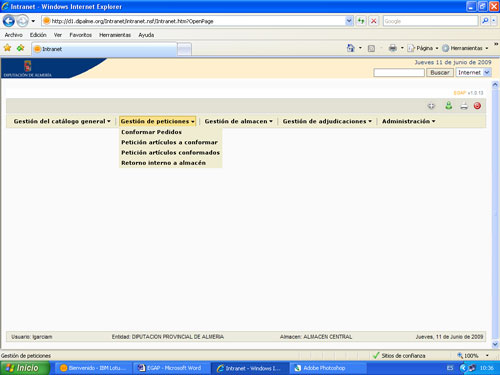 Intranet - Windows Internet Explorer
http://d1.dipalme.org/Intranet/intranet.nsf/Intranet.htm?OpenPage
Google
Archivo Edición Ver Favoritos Herramientas Ayuda
Intranet Página Herramientas
Jueves 11 de junio de 2009
DIPUTACIÓN DE ALMERÍA
Buscar Internet
EGAP v1.0.13
Gestión del catálogo general | Gestión de peticiones | Gestión de almacen | Gestión de adjudicaciones | Administración
Conformar Pedidos
Petición artículos a conformar
Petición artículos conformados
Retorno interno a almacén
Usuario: lgarciam Entidad: DIPUTACION PROVINCIAL DE ALMERIA Almacen: ALMACEN CENTRAL Jueves, 11 de Junio de 2009
Gestión de peticiones Sitios de confianza 100%
Inicio Bienvenido - IBM Lotu... EGAP - Microsoft Word Intranet - Windows I... Adobe Photoshop ES 10:36